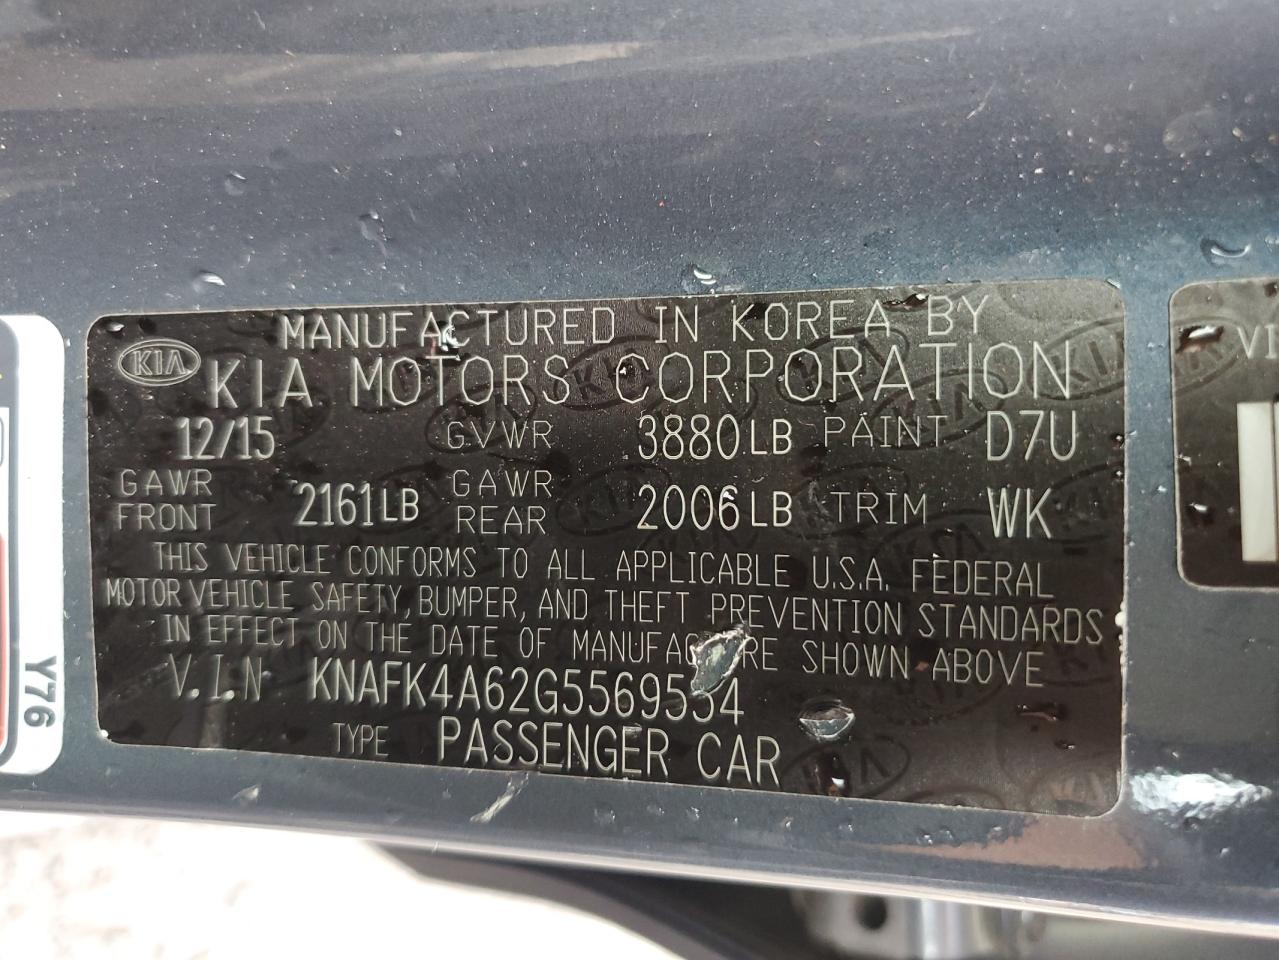 KIA
MANUFACTURED IN KOREA BY
KIA MOTORS CORPORATION
12/15 GVWR 3880LB PAINT D7U
GAWR FRONT 2161LB GAWR REAR 2006LB TRIM WK
THIS VEHICLE CONFORMS TO ALL APPLICABLE U.S.A. FEDERAL
MOTOR VEHICLE SAFETY, BUMPER, AND THEFT PREVENTION STANDARDS
IN EFFECT ON THE DATE OF MANUFACTURE SHOWN ABOVE
V.I.N KNAFK4A62G5569554
TYPE PASSENGER CAR
Y76
VI